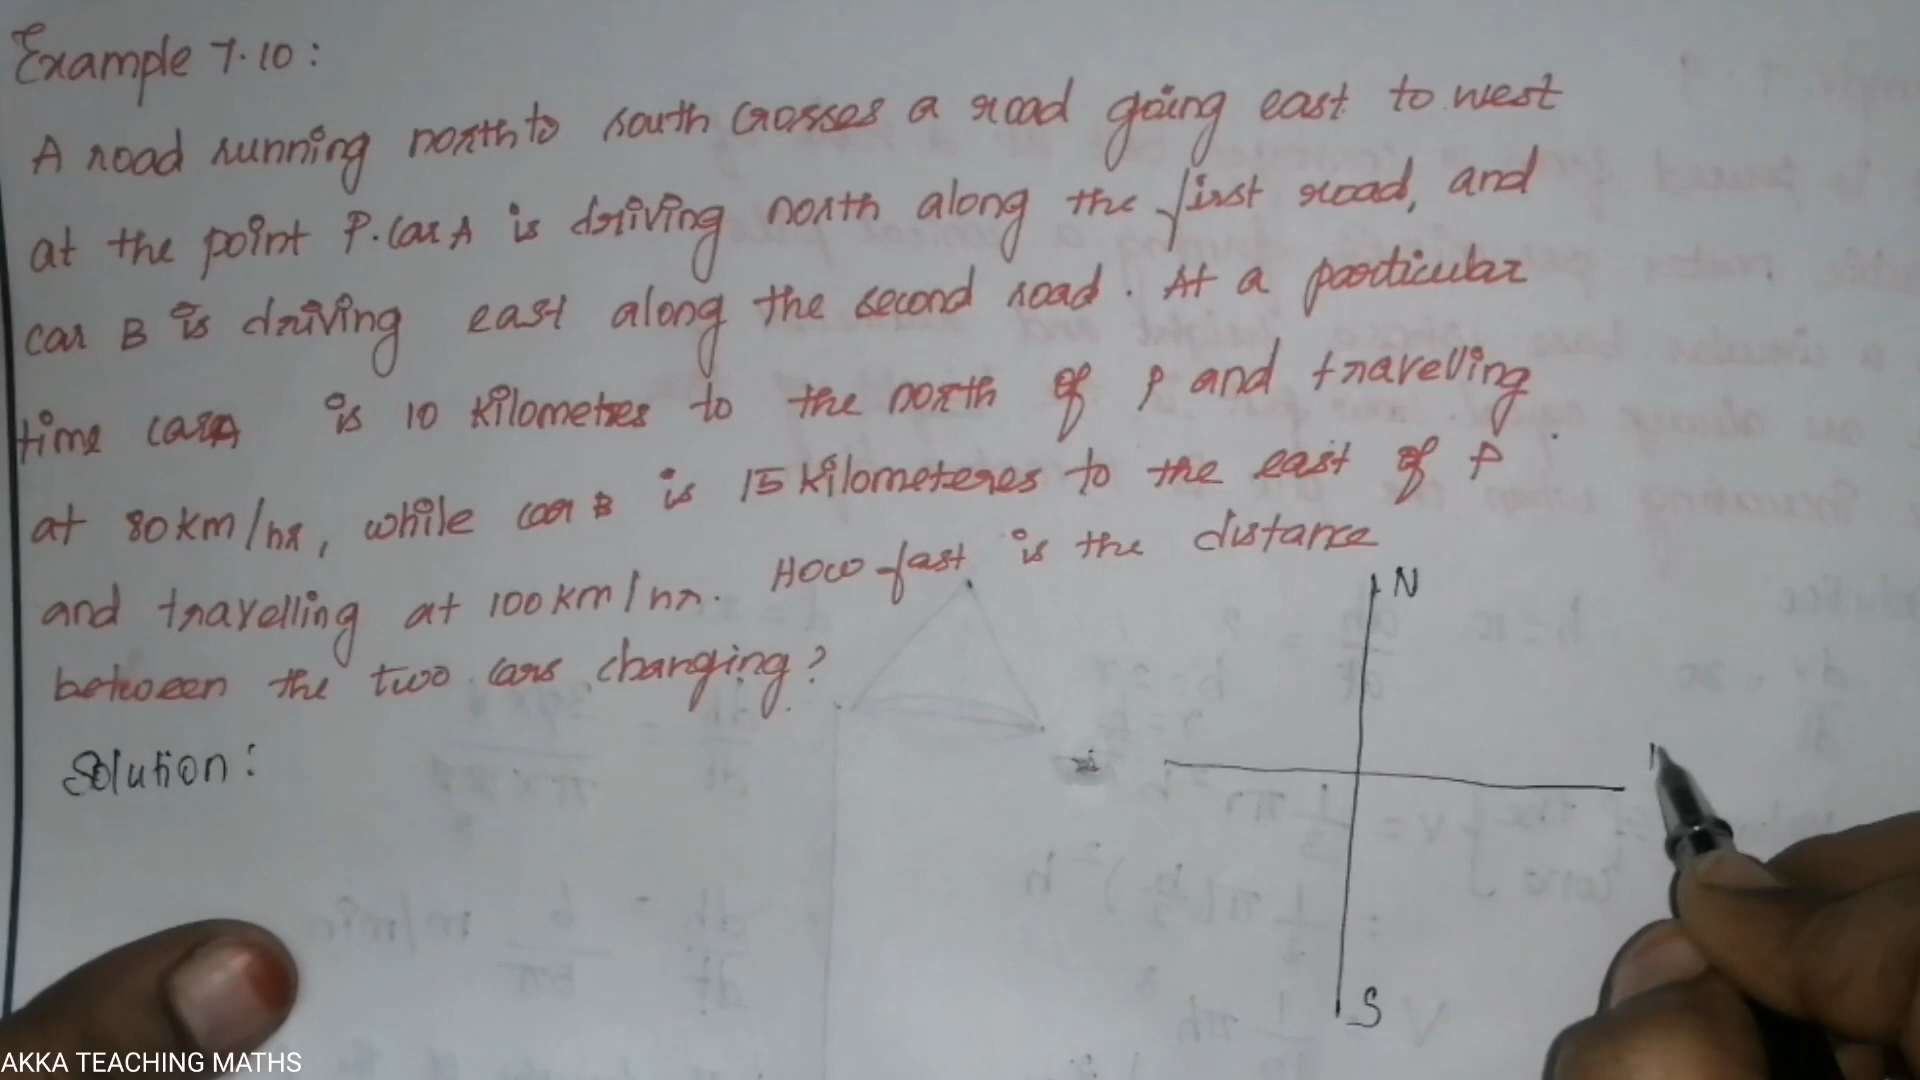 Example 7.10:
A road running north to south crosses a road going east to west
at the point P. Car A is driving north along the first road, and
car B is driving east along the second road. At a particular
time car A is 10 kilometres to the north of P and travelling
at 80 km/hr, while car B is 15 kilometeres to the east of P
and travelling at 100 km/hr. How fast is the distance
between the two cars changing?
N
Solution:
S
AKKA TEACHING MATHS